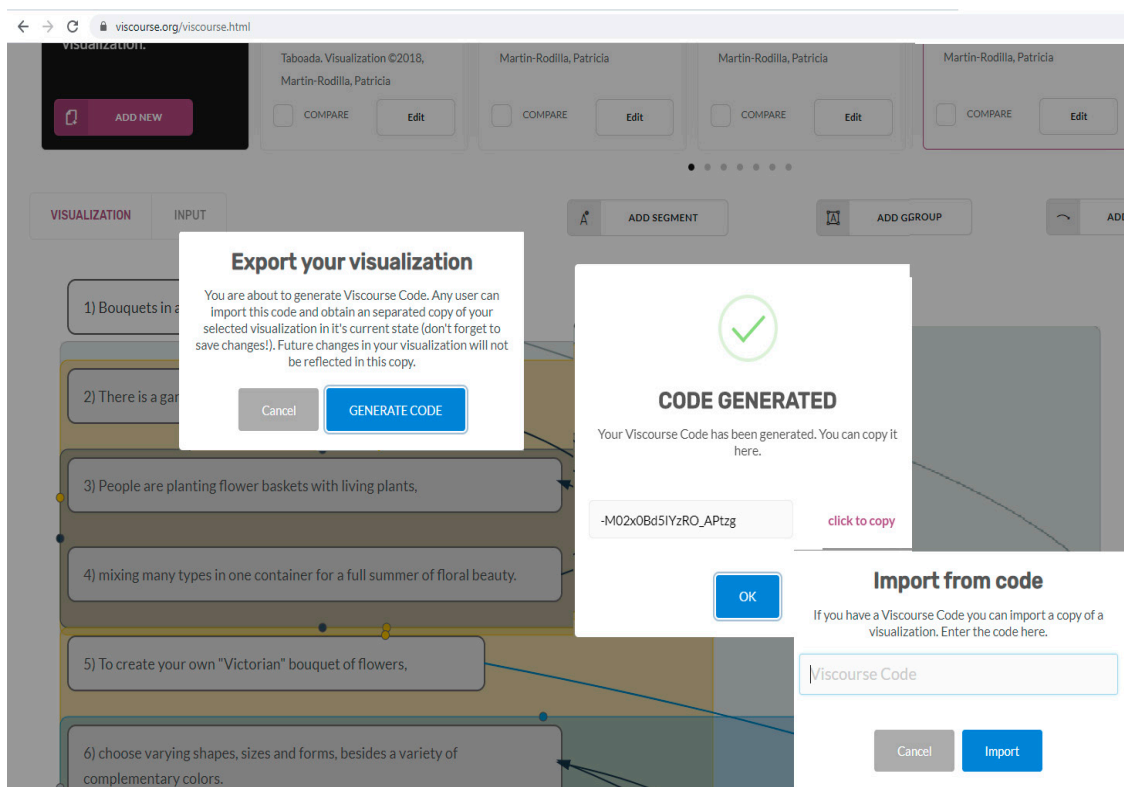 viscourse.org/viscourse.html
visualization.
ADD NEW
Taboada. Visualization ©2018,
Martin-Rodilla, Patricia
COMPARE
Edit
Martin-Rodilla, Patricia
COMPARE
Edit
Martin-Rodilla, Patricia
COMPARE
Edit
Martin-Rodilla, Patricia
COMPARE
Edit
VISUALIZATION
INPUT
A
ADD SEGMENT
A
ADD GGROUP
ADD
Export your visualization
You are about to generate Viscourse Code. Any user can
import this code and obtain an separated copy of your
selected visualization in it's current state (don't forget to
save changes!). Future changes in your visualization will not
be reflected in this copy.
Cancel
GENERATE CODE
1) Bouquets in a
2) There is a gar
3) People are planting flower baskets with living plants,
4) mixing many types in one container for a full summer of floral beauty.
5) To create your own "Victorian" bouquet of flowers,
6) choose varying shapes, sizes and forms, besides a variety of
complementary colors.
CODE GENERATED
Your Viscourse Code has been generated. You can copy it
here.
-M02x0Bd5IYzRO_APtzg
click to copy
OK
Import from code
If you have a Viscourse Code you can import a copy of a
visualization. Enter the code here.
Viscourse Code
Cancel
Import